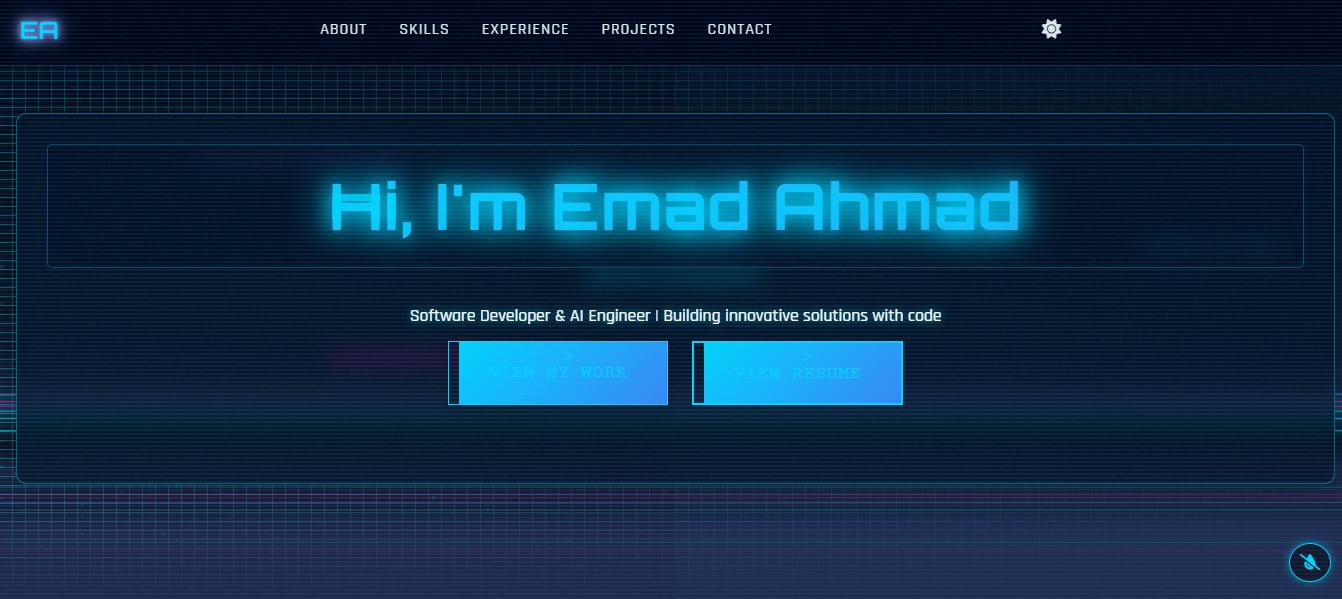 EA
ABOUT SKILLS EXPERIENCE PROJECTS CONTACT
Hi, I'm Emad Ahmad
Software Developer & AI Engineer | Building innovative solutions with code
>
VIEW MY WORK
>
VIEW RESUME